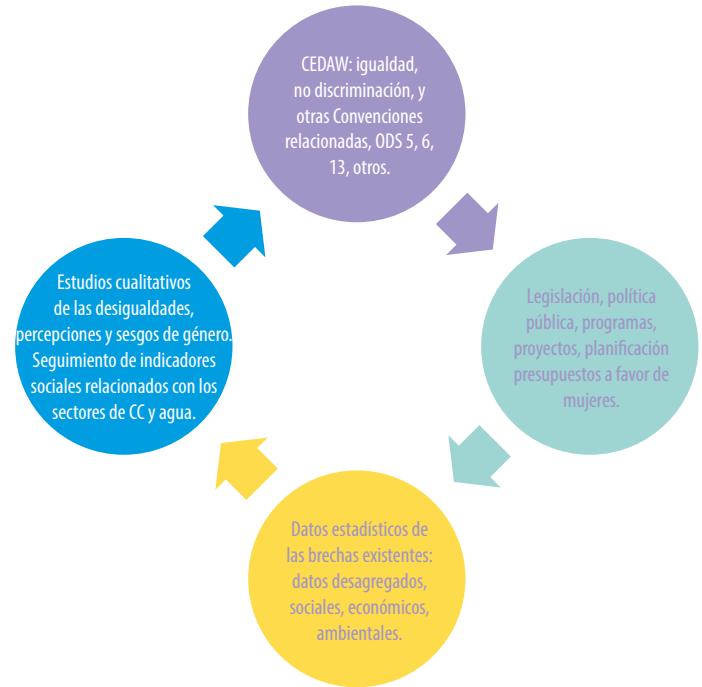 CEDAW: igualdad,
no discriminación, y
otras Convenciones
relacionadas, ODS 5, 6,
13, otros.
Legislación, política
pública, programas,
proyectos, planificación
presupuestos a favor de
mujeres.
Datos estadísticos de
las brechas existentes:
datos desagregados,
sociales, económicos,
ambientales.
Estudios cualitativos
de las desigualdades,
percepciones y sesgos de género.
Seguimiento de indicadores
sociales relacionados con los
sectores de CC y agua.